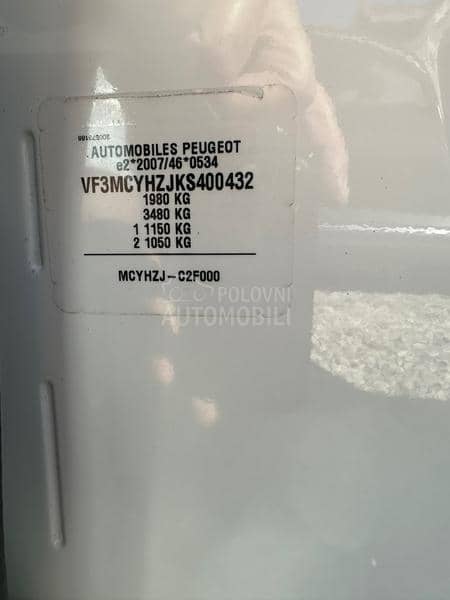 AUTOMOBILES PEUGEOT
e2*2007/46*0534
VF3MCYHZJKS400432
1980 KG
3480 KG
1 1150 KG
2 1050 KG
MCYHZJ-C2F000
POLOVNI
AUTOMOBILI